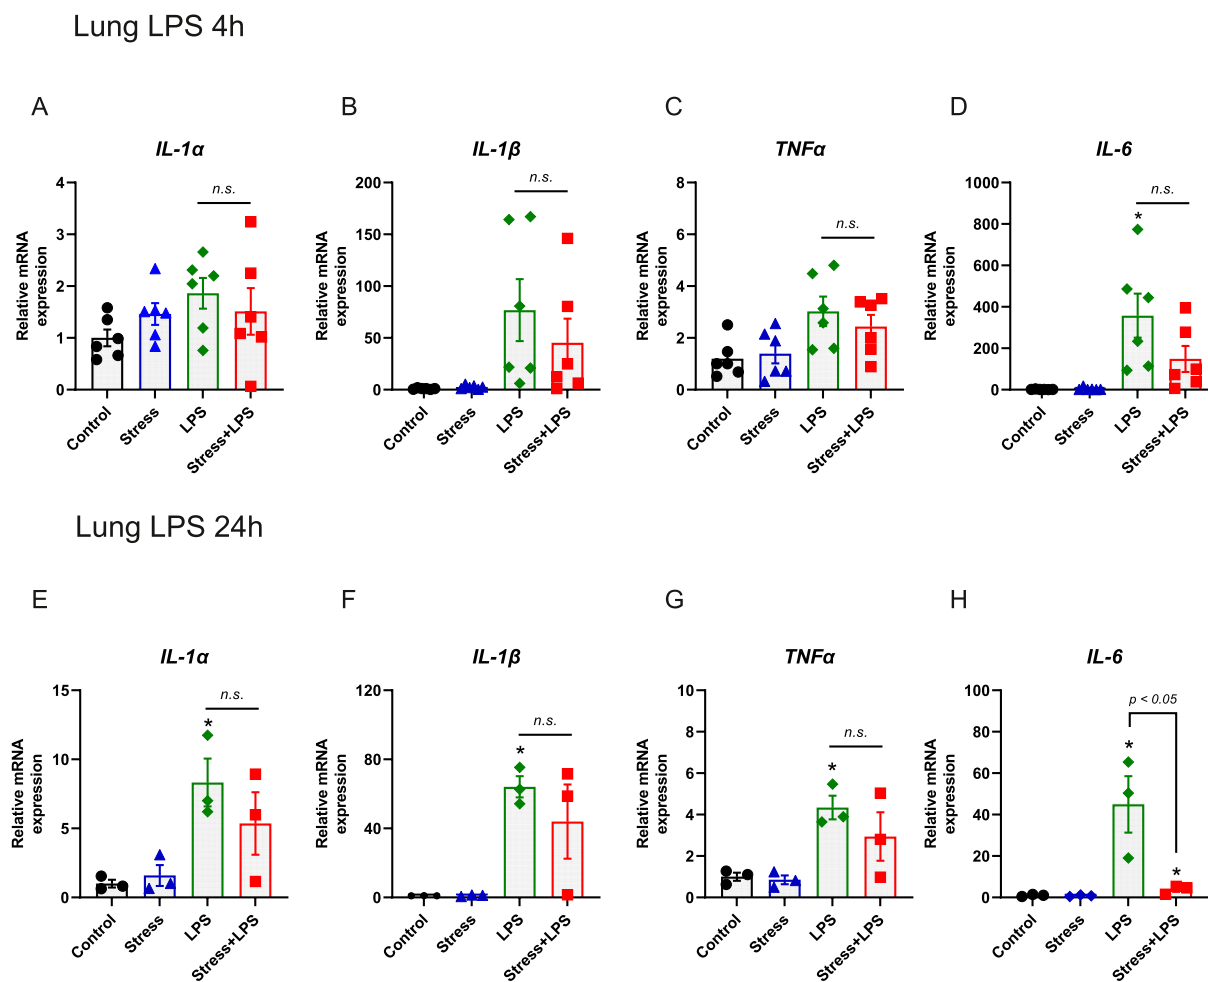 Lung LPS 4h
A
IL-1α
Relative mRNA
expression
4
3
2
1
0
n.s.
Control
Stress
LPS
Stress+LPS
B
IL-1β
Relative mRNA
expression
200
150
100
50
0
n.s.
Control
Stress
LPS
Stress+LPS
C
TNFα
Relative mRNA
expression
8
6
4
2
0
n.s.
Control
Stress
LPS
Stress+LPS
D
IL-6
Relative mRNA
expression
1000
800
600
400
200
0
n.s.
*
Control
Stress
LPS
Stress+LPS
Lung LPS 24h
E
IL-1α
Relative mRNA
expression
15
10
5
0
n.s.
*
Control
Stress
LPS
Stress+LPS
F
IL-1β
Relative mRNA
expression
120
80
40
0
n.s.
*
Control
Stress
LPS
Stress+LPS
G
TNFα
Relative mRNA
expression
10
8
6
4
2
0
n.s.
*
Control
Stress
LPS
Stress+LPS
H
IL-6
Relative mRNA
expression
100
80
60
40
20
0
p < 0.05
*
*
Control
Stress
LPS
Stress+LPS